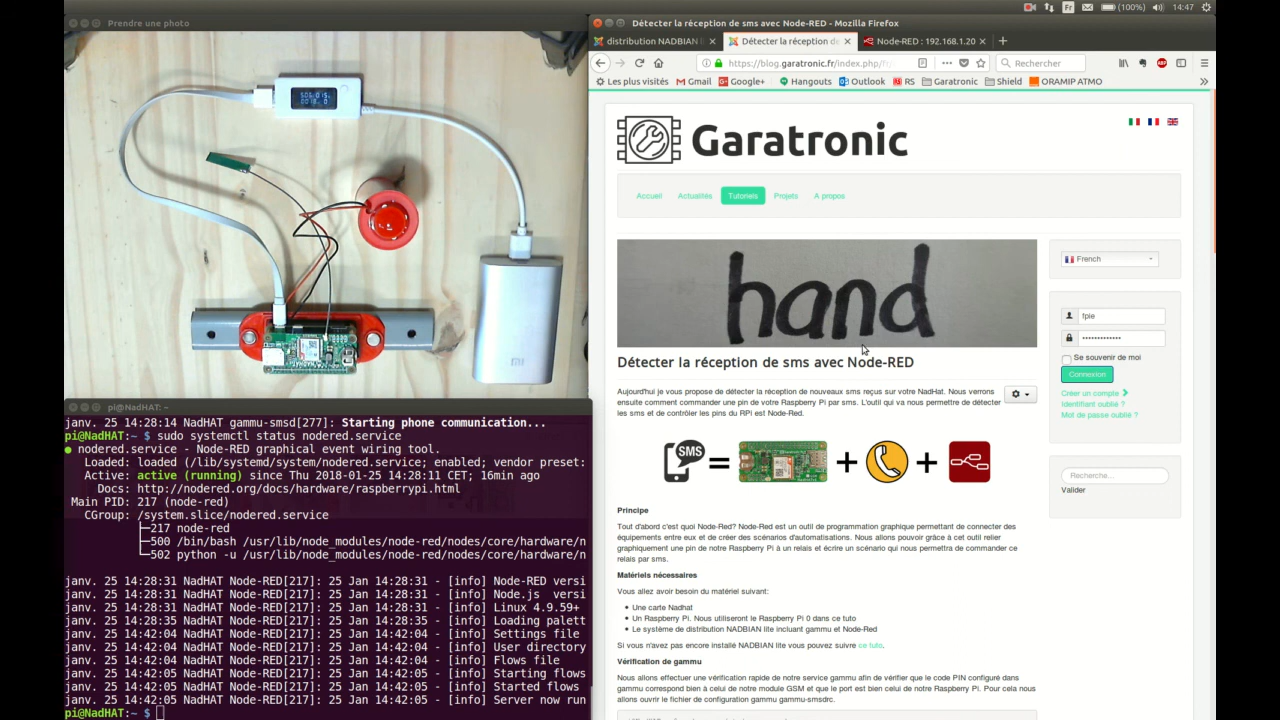 Fr (100%) 14:47
Prendre une photo
Détecter la réception de sms avec Node-RED - Mozilla Firefox
distribution NADBIAN
Détecter la réception de
Node-RED : 192.168.1.20
https://blog.garatronic.fr/index.php/fr
Rechercher
Les plus visités Gmail Google+ Hangouts Outlook RS Garatronic Shield ORAMIP ATMO
Garatronic
Accueil Actualités Tutoriels Projets A propos
hand
Détecter la réception de sms avec Node-RED
Aujourd'hui je vous propose de détecter la réception de nouveaux sms reçus sur votre NadHat. Nous verrons
ensuite comment commander une pin de votre Raspberry Pi par sms. L'outil qui va nous permettre de détecter
les sms et de contrôler les pins du RPi est Node-Red.
SMS
Principe
Tout d'abord c'est quoi Node-Red? Node-Red est un outil de programmation graphique permettant de connecter des
équipements entre eux et de créer des scénarios d'automatisations. Nous allons pouvoir grâce à cet outil relier
graphiquement une pin de notre Raspberry Pi à un relais et écrire un scénario qui nous permettra de commander ce
relais par sms.
Matériels nécessaires
Vous allez avoir besoin du matériel suivant:
Une carte Nadhat
Un Raspberry Pi. Nous utiliseront le Raspberry Pi 0 dans ce tuto
Le système de distribution NADBIAN lite incluant gammu et Node-Red
Si vous n'avez pas encore installé NADBIAN lite vous pouvez suivre ce tuto.
Vérification de gammu
Nous allons effectuer une vérification rapide de notre service gammu afin de vérifier que le code PIN configuré dans
gammu correspond bien à celui de notre module GSM et que le port est bien celui de notre Raspberry Pi. Pour cela nous
allons ouvrir le fichier de configuration gammu gammu-smsdrc.
French
fpie
Se souvenir de moi
Connexion
Créer un compte
Identifiant oublié ?
Mot de passe oublié ?
Recherche...
Valider
pi@NadHAT: ~
janv. 25 14:28:14 NadHAT gammu-smsd[277]: Starting phone communication...
pi@NadHAT:~ $ sudo systemctl status nodered.service
● nodered.service - Node-RED graphical event wiring tool.
Loaded: loaded (/lib/systemd/system/nodered.service; enabled; vendor preset:
Active: active (running) since Thu 2018-01-25 14:28:11 CET; 16min ago
Docs: http://nodered.org/docs/hardware/raspberrypi.html
Main PID: 217 (node-red)
CGroup: /system.slice/nodered.service
├─217 node-red
├─500 /bin/bash /usr/lib/node_modules/node-red/nodes/core/hardware/n
└─502 python -u /usr/lib/node_modules/node-red/nodes/core/hardware/n
janv. 25 14:28:31 NadHAT Node-RED[217]: 25 Jan 14:28:31 - [info] Node-RED versi
janv. 25 14:28:31 NadHAT Node-RED[217]: 25 Jan 14:28:31 - [info] Node.js versi
janv. 25 14:28:31 NadHAT Node-RED[217]: 25 Jan 14:28:31 - [info] Linux 4.9.59+
janv. 25 14:28:35 NadHAT Node-RED[217]: 25 Jan 14:28:35 - [info] Loading palett
janv. 25 14:42:04 NadHAT Node-RED[217]: 25 Jan 14:42:04 - [info] Settings file
janv. 25 14:42:04 NadHAT Node-RED[217]: 25 Jan 14:42:04 - [info] User directory
janv. 25 14:42:04 NadHAT Node-RED[217]: 25 Jan 14:42:04 - [info] Flows file
janv. 25 14:42:05 NadHAT Node-RED[217]: 25 Jan 14:42:05 - [info] Starting flows
janv. 25 14:42:05 NadHAT Node-RED[217]: 25 Jan 14:42:05 - [info] Started flows
janv. 25 14:42:05 NadHAT Node-RED[217]: 25 Jan 14:42:05 - [info] Server now run
pi@NadHAT:~ $